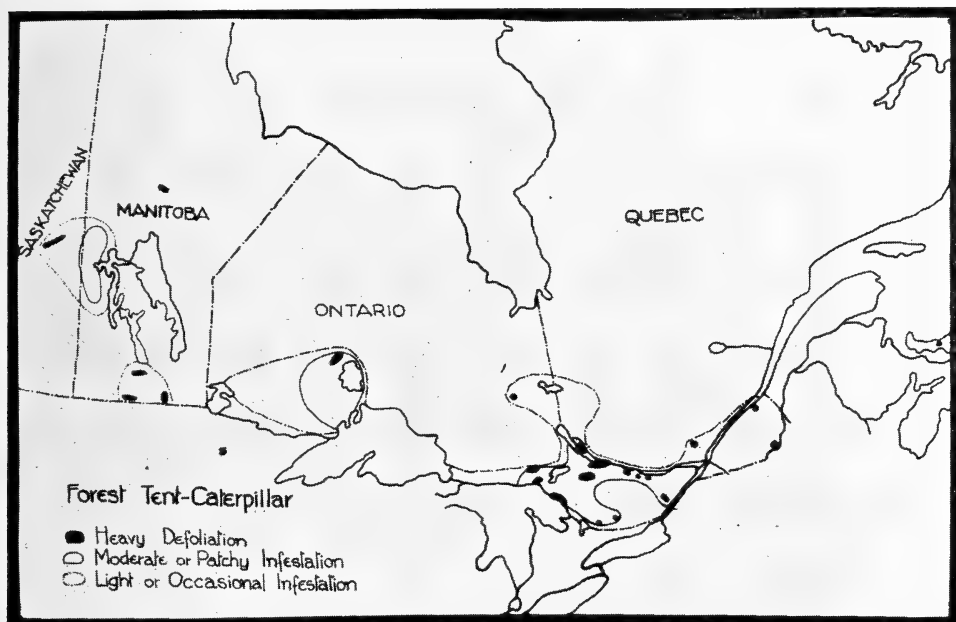 SASKATCHEWAN
MANITOBA
QUEBEC
ONTARIO
Forest Tent-Caterpillar
Heavy Defoliation
Moderate or Patchy Infestation
Light or Occasional Infestation